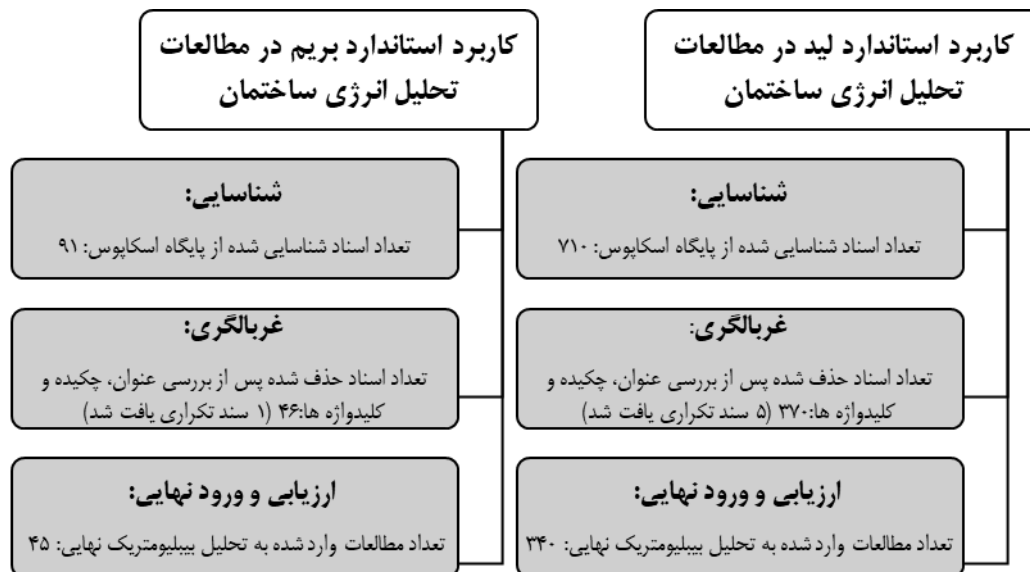 کاربرد استاندارد لید در مطالعات
تحلیل انرژی ساختمان
شناسایی:
تعداد اسناد شناسایی شده از پایگاه اسکاپوس: ۷۱۰
غربالگری:
تعداد اسناد حذف شده پس از بررسی عنوان، چکیده و
کلیدواژه ها:۳۷۰ (۵ سند تکراری یافت شد)
ارزیابی و ورود نهایی:
تعداد مطالعات وارد شده به تحلیل بیبلیومتریک نهایی: ۳۴۰
کاربرد استاندارد بریم در مطالعات
تحلیل انرژی ساختمان
شناسایی:
تعداد اسناد شناسایی شده از پایگاه اسکاپوس: ۹۱
غربالگری:
تعداد اسناد حذف شده پس از بررسی عنوان، چکیده و
کلیدواژه ها:۴۶ (۱ سند تکراری یافت شد)
ارزیابی و ورود نهایی:
تعداد مطالعات وارد شده به تحلیل بیبلیومتریک نهایی: ۴۵